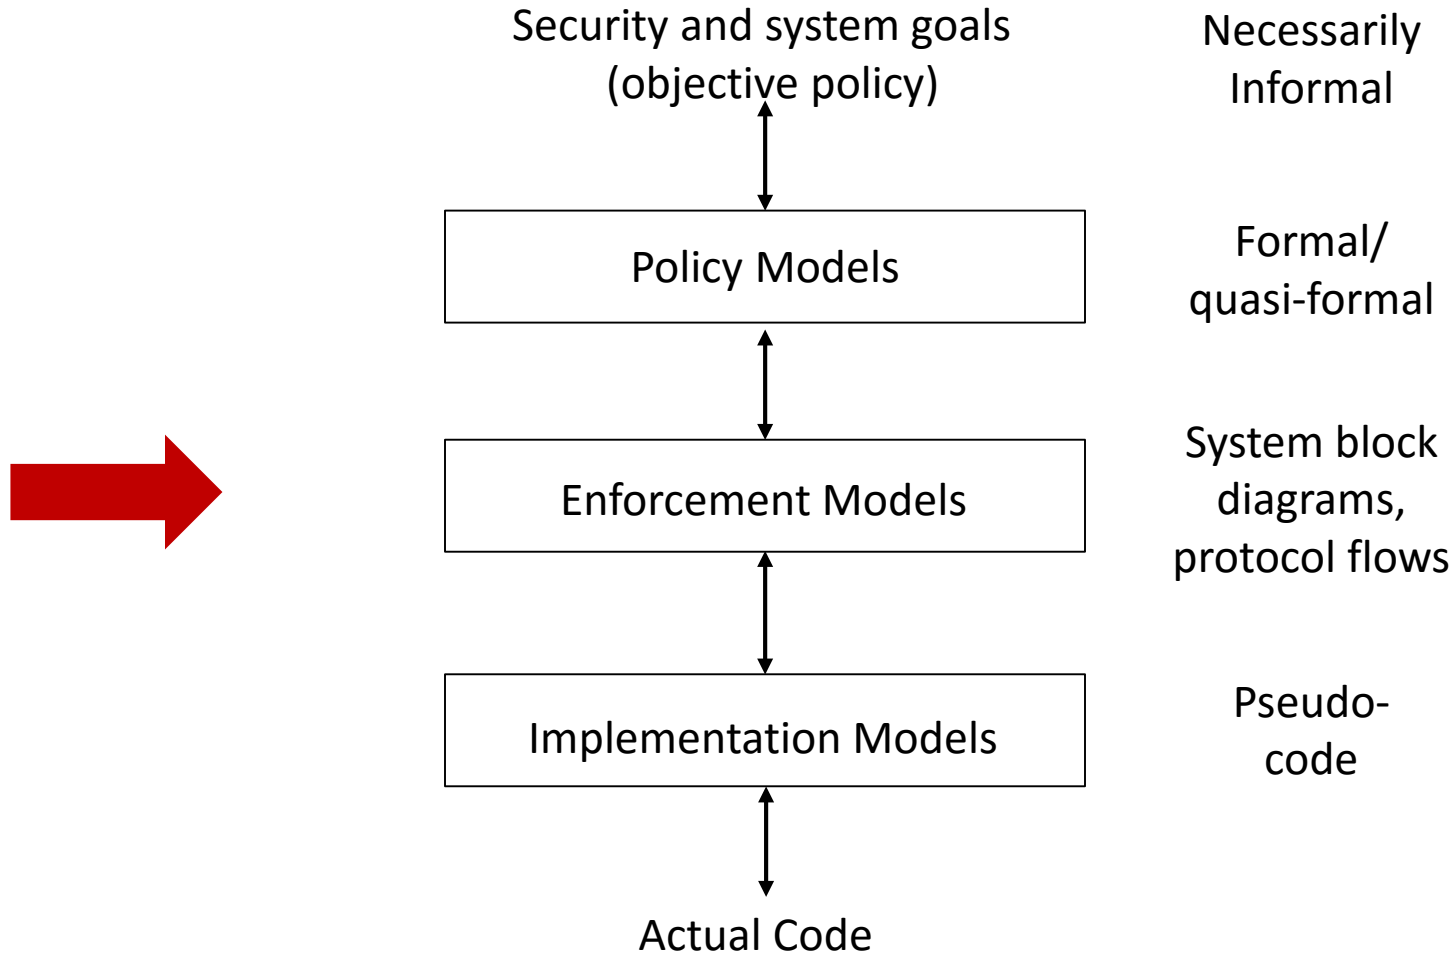 Security and system goals
(objective policy)
Necessarily
Informal
Policy Models
Formal/
quasi-formal
Enforcement Models
System block
diagrams,
protocol flows
Implementation Models
Pseudo-
code
Actual Code